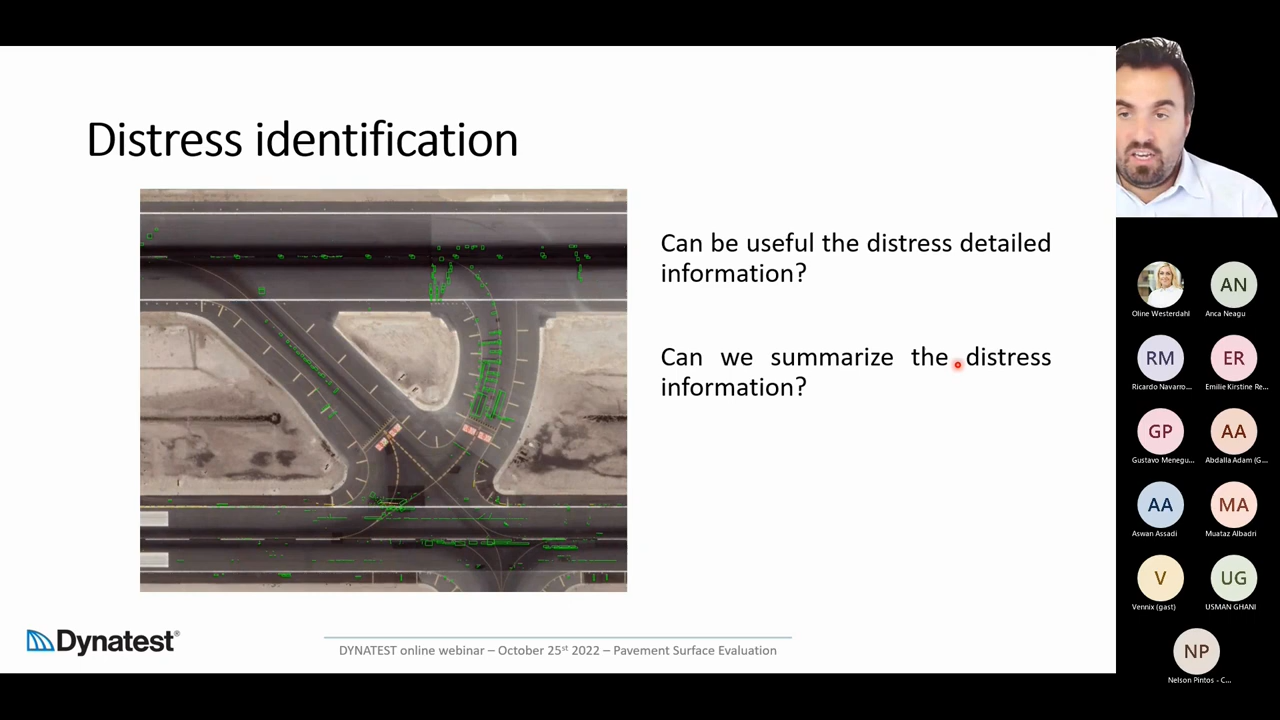 Distress identification
Can be useful the distress detailed
information?
Can we summarize the distress
information?
Dynatest®
DYNATEST online webinar – October 25st 2022 – Pavement Surface Evaluation
Oline Westerdahl
AN
Anca Neagu
RM
Ricardo Navarro...
ER
Emilie Kirstine Re...
GP
Gustavo Menegu...
AA
Abdalla Adam (G...
AA
Aswan Assadi
MA
Muataz Albadri
V
Vennix (gast)
UG
USMAN GHANI
NP
Nelson Pintos - C...